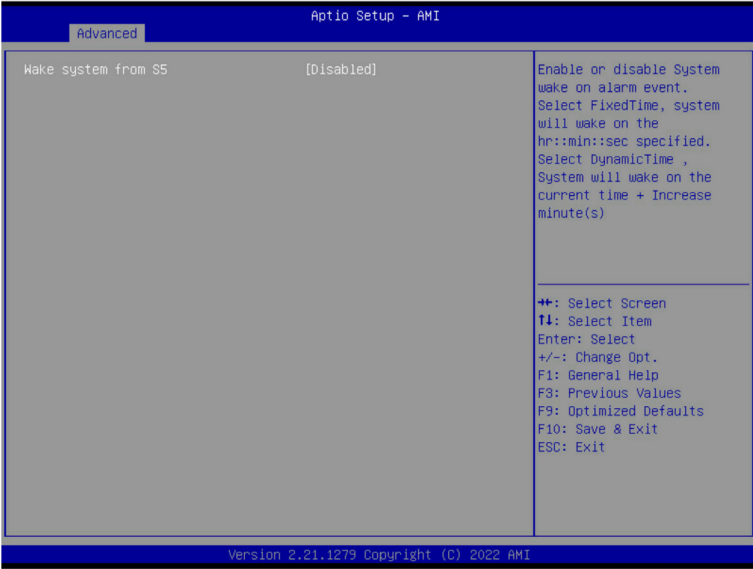 Aptio Setup – AMI
Advanced
Wake system from S5 [Disabled]
Enable or disable System
wake on alarm event.
Select FixedTime, system
will wake on the
hr::min::sec specified.
Select DynamicTime ,
System will wake on the
current time + Increase
minute(s)
→←: Select Screen
↑↓: Select Item
Enter: Select
+/-: Change Opt.
F1: General Help
F3: Previous Values
F9: Optimized Defaults
F10: Save & Exit
ESC: Exit
Version 2.21.1279 Copyright (C) 2022 AMI